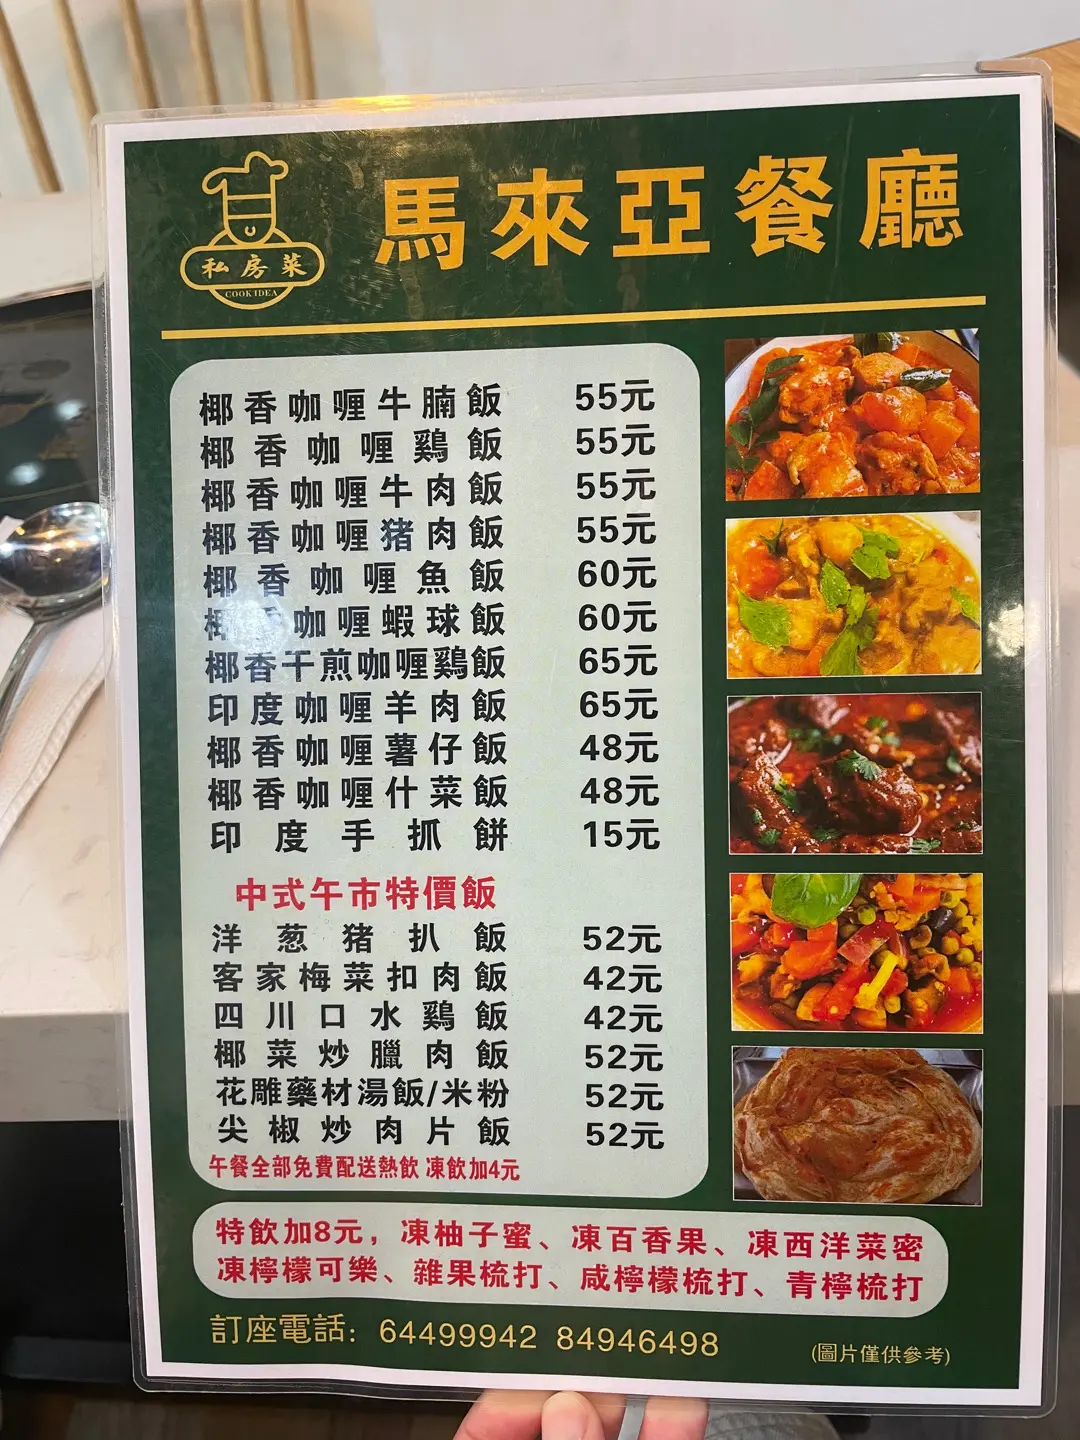 私房菜
COOK IDEA
馬來亞餐廳
椰香咖喱牛腩飯 55元
椰香咖喱鷄飯 55元
椰香咖喱牛肉飯 55元
椰香咖喱猪肉飯 55元
椰香咖喱魚飯 60元
椰香咖喱蝦球飯 60元
椰香干煎咖喱鷄飯 65元
印度咖喱羊肉飯 65元
椰香咖喱薯仔飯 48元
椰香咖喱什菜飯 48元
印度手抓餅 15元
中式午市特價飯
洋葱猪扒飯 52元
客家梅菜扣肉飯 42元
四川口水鷄飯 42元
椰菜炒臘肉飯 52元
花雕藥材湯飯/米粉 52元
尖椒炒肉片飯 52元
午餐全部免費配送熱飲 凍飲加4元
特飲加8元，凍柚子蜜、凍百香果、凍西洋菜密
凍檸檬可樂、雜果梳打、咸檸檬梳打、青檸梳打
訂座電話：64499942 84946498
(圖片僅供參考)